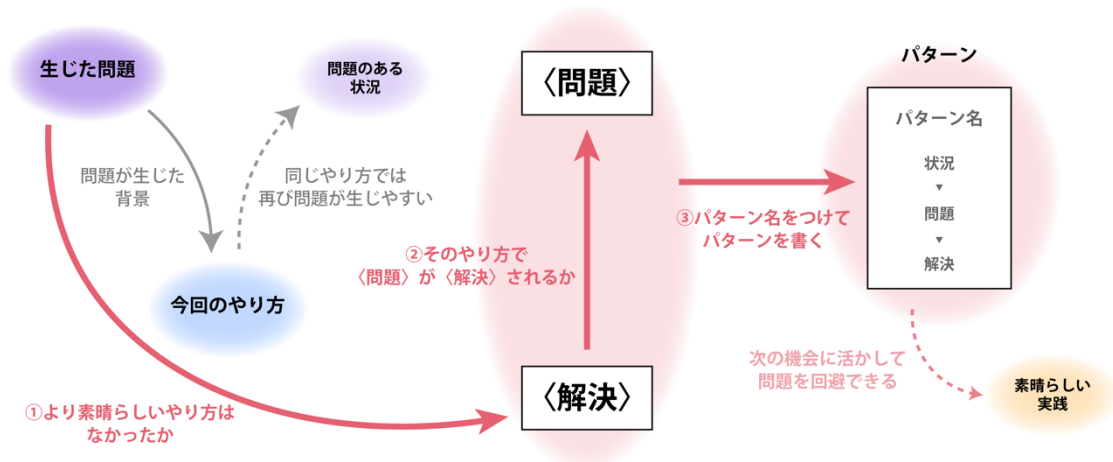 生じた問題
問題のある
状況
問題が生じた
背景
同じやり方では
再び問題が生じやすい
今回のやり方
①より素晴らしいやり方は
なかったか
〈問題〉
②そのやり方で
〈問題〉が〈解決〉されるか
〈解決〉
③パターン名をつけて
パターンを書く
パターン
パターン名
状況
▼
問題
▼
解決
次の機会に活かして
問題を回避できる
素晴らしい
実践